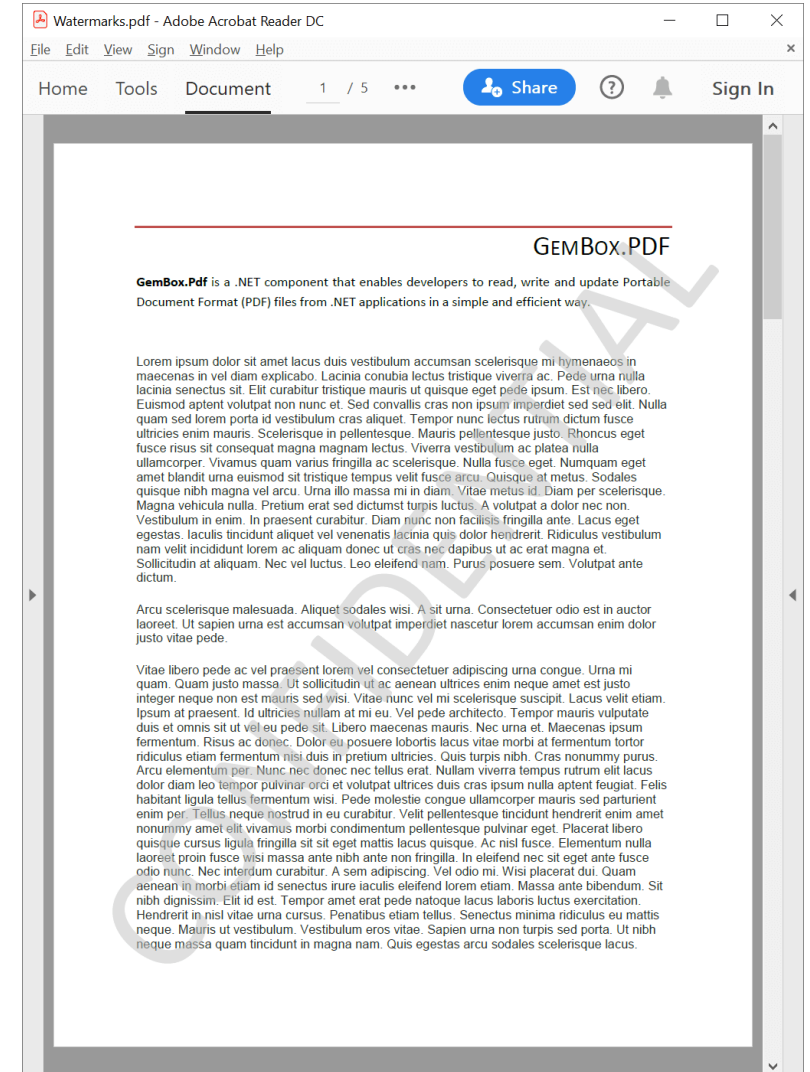 Watermarks.pdf - Adobe Acrobat Reader DC
File Edit View Sign Window Help
Home Tools Document 1 / 5 ••• Share Sign In
GEMBOX.PDF
GemBox.Pdf is a .NET component that enables developers to read, write and update Portable
Document Format (PDF) files from .NET applications in a simple and efficient way.
CONFIDENTIAL
Lorem ipsum dolor sit amet lacus duis vestibulum accumsan scelerisque mi hymenaeos in
maecenas in vel diam explicabo. Lacinia conubia lectus tristique viverra ac. Pede urna nulla
lacinia senectus sit. Elit curabitur tristique mauris ut quisque eget pede ipsum. Est nec libero.
Euismod aptent volutpat non nunc et. Sed convallis cras non ipsum imperdiet sed sed elit. Nulla
quam sed lorem porta id vestibulum cras aliquet. Tempor nunc lectus rutrum dictum fusce
ultricies enim mauris. Scelerisque in pellentesque. Mauris pellentesque justo. Rhoncus eget
fusce risus sit consequat magna magnam lectus. Viverra vestibulum ac platea nulla
ullamcorper. Vivamus quam varius fringilla ac scelerisque. Nulla fusce eget. Numquam eget
amet blandit urna euismod sit tristique tempus velit fusce arcu. Quisque at metus. Sodales
quisque nibh magna vel arcu. Urna illo massa mi in diam. Vitae metus id. Diam per scelerisque.
Magna vehicula nulla. Pretium erat sed dictumst turpis luctus. A volutpat a dolor nec non.
Vestibulum in enim. In praesent curabitur. Diam nunc non facilisis fringilla ante. Lacus eget
egestas. Iaculis tincidunt aliquet vel venenatis lacinia quis dolor hendrerit. Ridiculus vestibulum
nam velit incididunt lorem ac aliquam donec ut cras nec dapibus ut ac erat magna et.
Sollicitudin at aliquam. Nec vel luctus. Leo eleifend nam. Purus posuere sem. Volutpat ante
dictum.
Arcu scelerisque malesuada. Aliquet sodales wisi. A sit urna. Consectetuer odio est in auctor
laoreet. Ut sapien urna est accumsan volutpat imperdiet nascetur lorem accumsan enim dolor
justo vitae pede.
Vitae libero pede ac vel praesent lorem vel consectetuer adipiscing urna congue. Urna mi
quam. Quam justo massa. Ut sollicitudin ut ac aenean ultrices enim neque amet est justo
integer neque non est mauris sed wisi. Vitae nunc vel mi scelerisque suscipit. Lacus velit etiam.
Ipsum at praesent. Id ultricies nullam at mi eu. Vel pede architecto. Tempor mauris vulputate
duis et omnis sit ut vel eu pede sit. Libero maecenas mauris. Nec urna et. Maecenas ipsum
fermentum. Risus ac donec. Dolor eu posuere lobortis lacus vitae morbi at fermentum tortor
ridiculus etiam fermentum nisi duis in pretium ultricies. Quis turpis nibh. Cras nonummy purus.
Arcu elementum per. Nunc nec donec nec tellus erat. Nullam viverra tempus rutrum elit lacus
dolor diam leo tempor pulvinar orci et volutpat ultrices duis cras ipsum nulla aptent feugiat. Felis
habitant ligula tellus fermentum wisi. Pede molestie congue ullamcorper mauris sed parturient
enim per. Tellus neque nostrud in eu curabitur. Velit pellentesque tincidunt hendrerit enim amet
nonummy amet elit vivamus morbi condimentum pellentesque pulvinar eget. Placerat libero
quisque cursus ligula fringilla sit sit eget mattis lacus quisque. Ac nisl fusce. Elementum nulla
laoreet proin fusce wisi massa ante nibh ante non fringilla. In eleifend nec sit eget ante fusce
odio nunc. Nec interdum curabitur. A sem adipiscing. Vel odio mi. Wisi placerat dui. Quam
aenean in morbi etiam id senectus irure iaculis eleifend lorem etiam. Massa ante bibendum. Sit
nibh dignissim. Elit id est. Tempor amet erat pede natoque lacus laboris luctus exercitation.
Hendrerit in nisl vitae urna cursus. Penatibus etiam tellus. Senectus minima ridiculus eu mattis
neque. Mauris ut vestibulum. Vestibulum eros vitae. Sapien urna non turpis sed porta. Ut nibh
neque massa quam tincidunt in magna nam. Quis egestas arcu sodales scelerisque lacus.